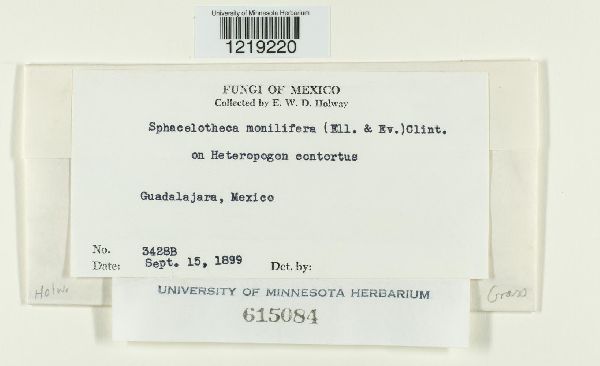 University of Minnesota Herbarium
1219220
FUNGI OF MEXICO
Collected by E. W. D. Holway
Sphacelotheca monilifera (Ell. & Ev.)Clint.
on Heteropogon contortus
Guadalajara, Mexico
No. 3428B
Date: Sept. 15, 1899 Det. by:
Holw.
Grass
UNIVERSITY OF MINNESOTA HERBARIUM
615084